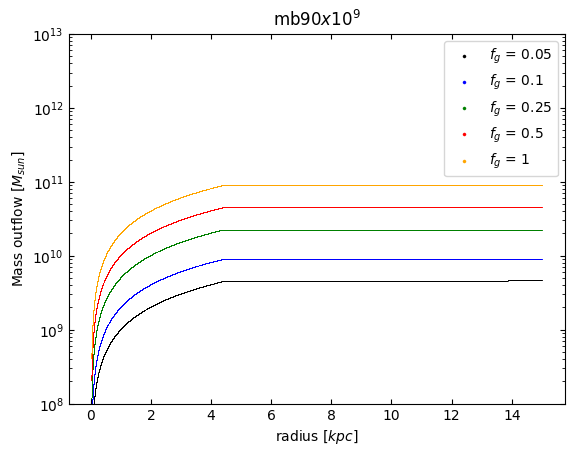 mb90x10^9
Mass outflow [M_sun]
10^13
10^12
10^11
10^10
10^9
10^8
f_g = 0.05
f_g = 0.1
f_g = 0.25
f_g = 0.5
f_g = 1
0 2 4 6 8 10 12 14
radius [kpc]